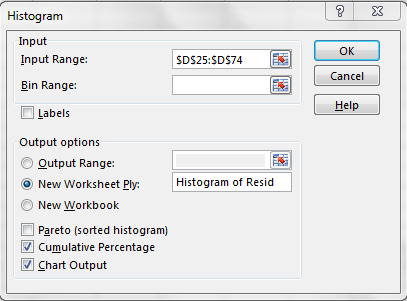 Histogram
?
Input
Input Range:
$D$25:$D$74
Bin Range:
Labels
OK
Cancel
Help
Output options
Output Range:
New Worksheet Ply:
Histogram of Resid
New Workbook
Pareto (sorted histogram)
Cumulative Percentage
Chart Output